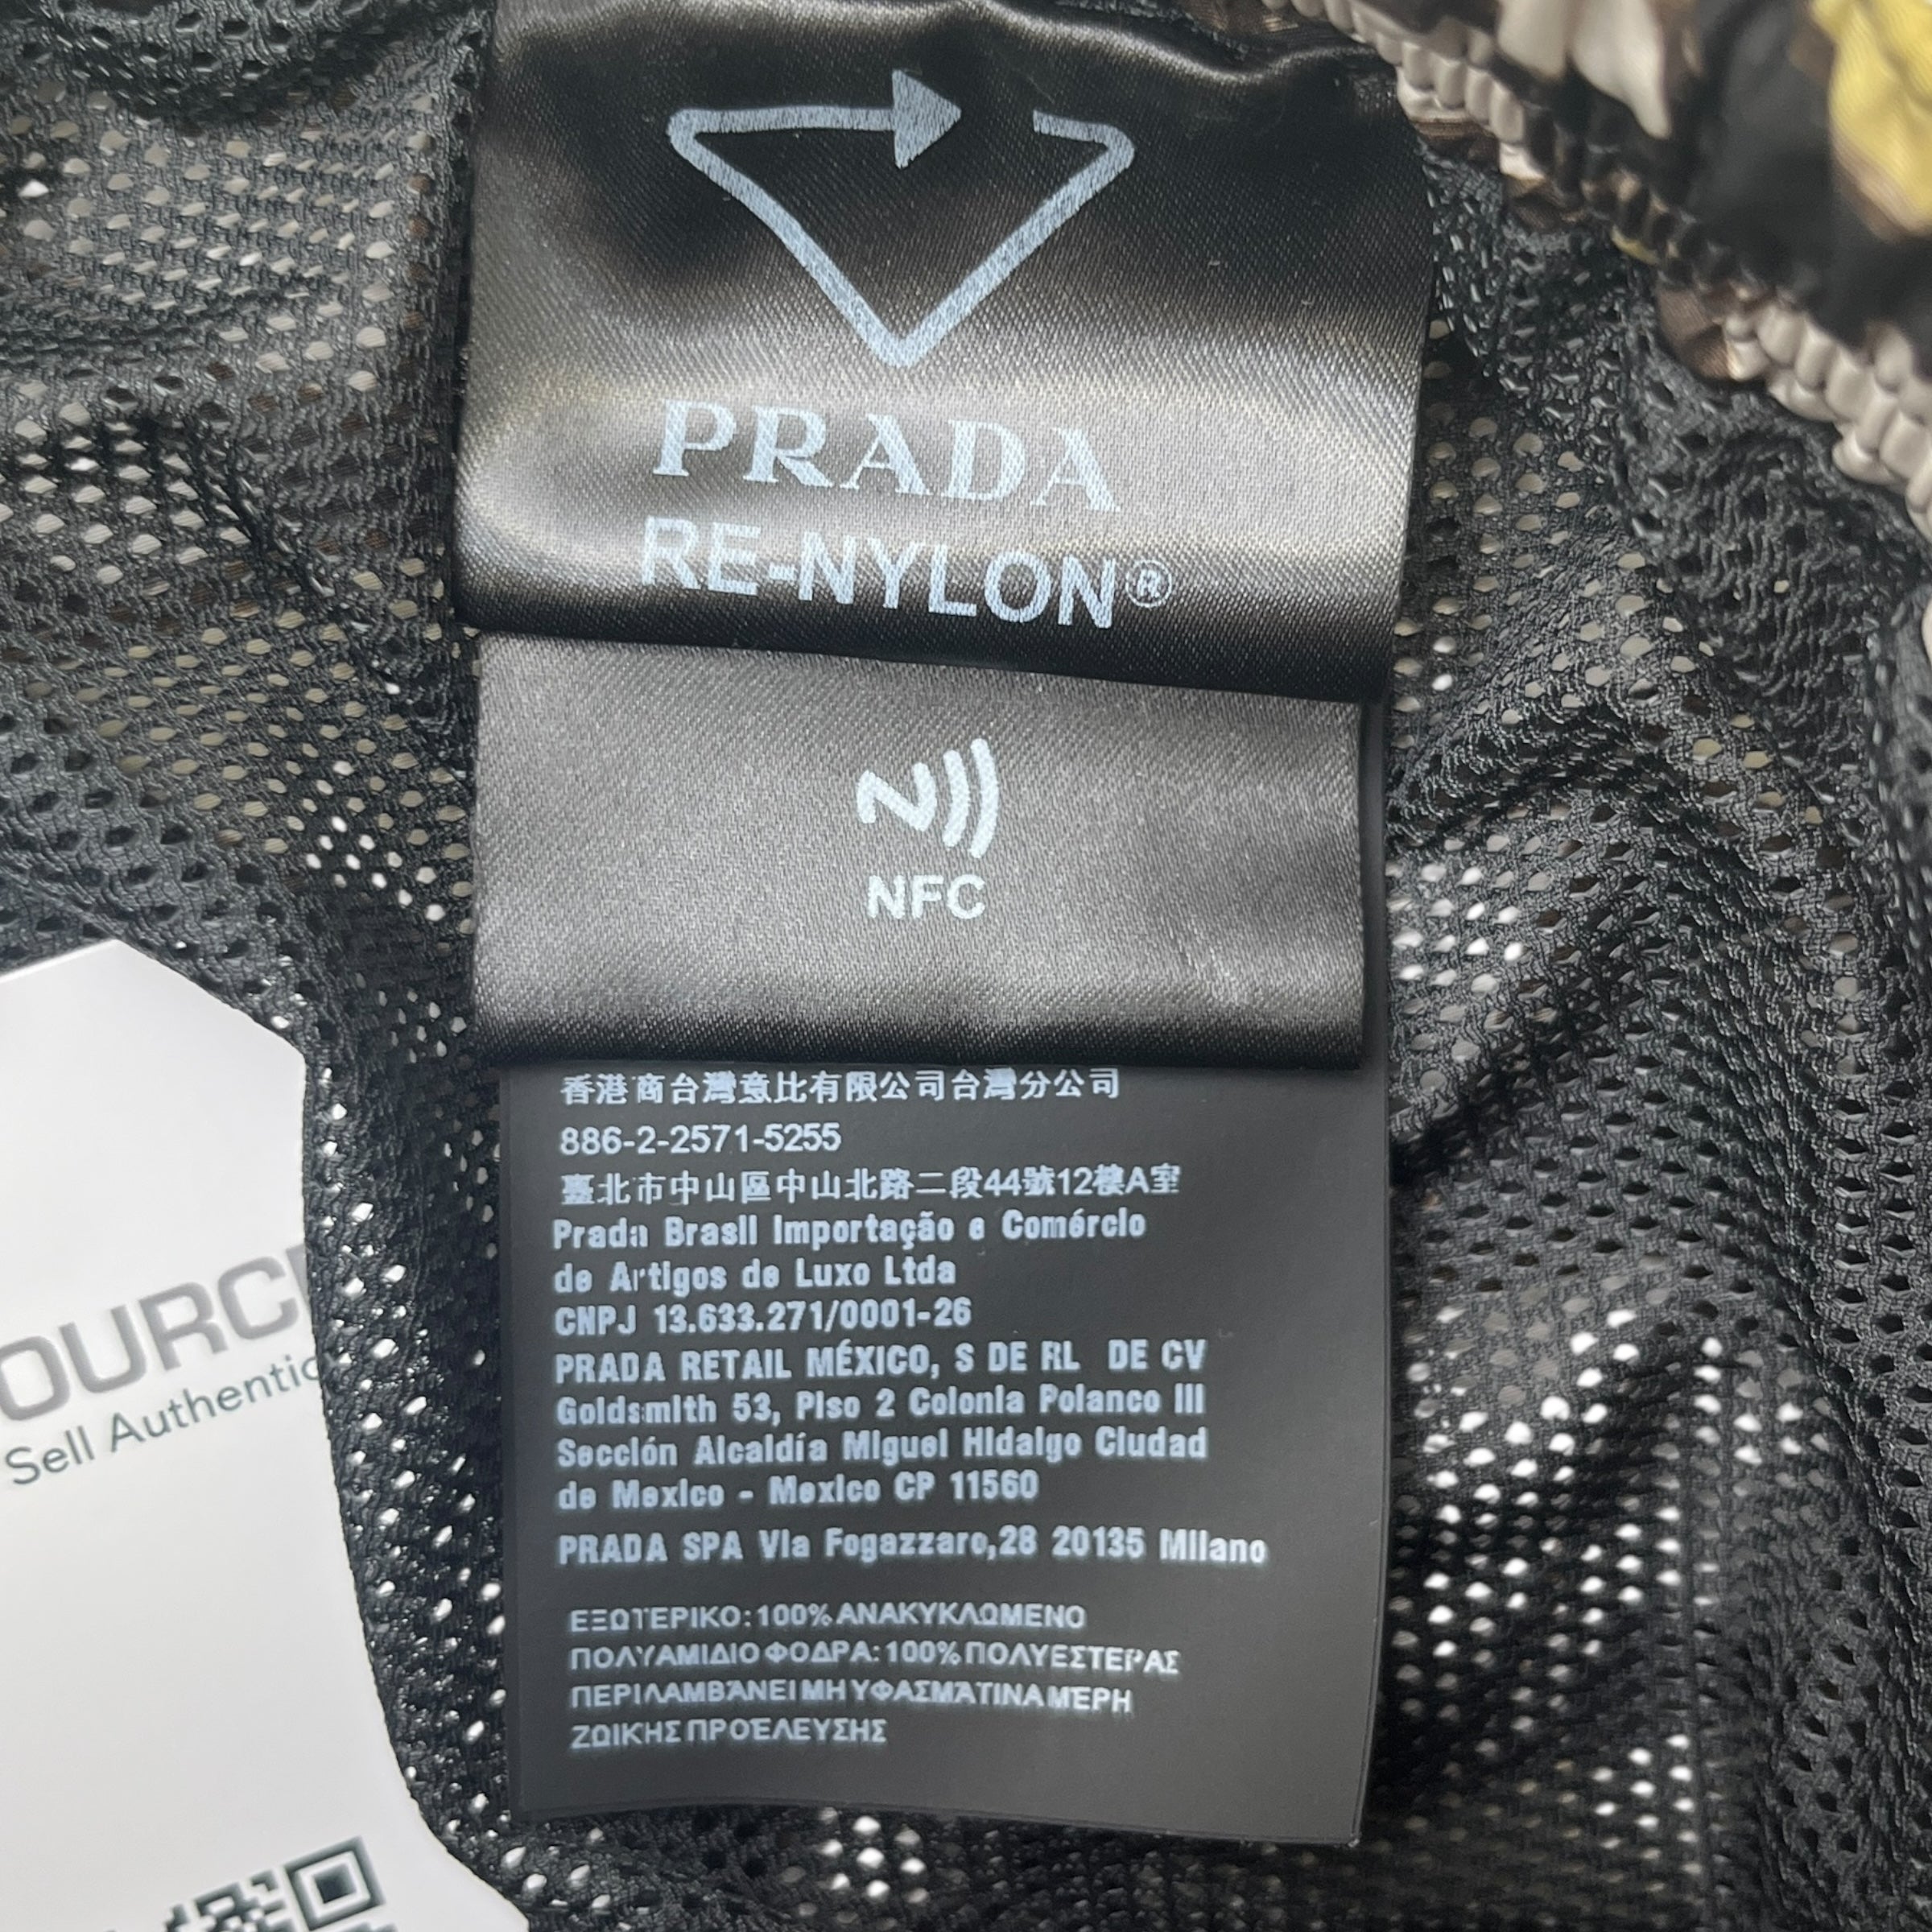 PRADA
RE-NYLON®
NFC
香港商台灣意比有限公司台灣分公司
886-2-2571-5255
臺北市中山區中山北路二段44號12樓A室
Prada Brasil Importação e Comércio
de Artigos de Luxo Ltda
CNPJ 13.633.271/0001-26
PRADA RETAIL MÉXICO, S DE RL DE CV
Goldsmith 53, Piso 2 Colonia Polanco III
Sección Alcaldía Miguel Hidalgo Ciudad
de Mexico - Mexico CP 11560
PRADA SPA Via Fogazzaro,28 20135 Milano
ΕΞΩΤΕΡΙΚΟ: 100% ΑΝΑΚΥΚΛΩΜΕΝΟ
ΠΟΛΥΑΜΙΔΙΟ ΦΟΔΡΑ: 100% ΠΟΛΥΕΣΤΕΡΑΣ
ΠΕΡΙΛΑΜΒΆΝΕΙ ΜΗ ΥΦΑΣΜΆΤΙΝΑ ΜΈΡΗ
ΖΩΙΚΗΣ ΠΡΟΈΛΕΥΣΗΣ
OURC
Sell Authentic